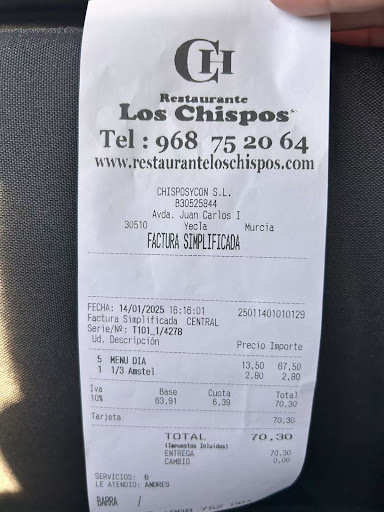 CH
Restaurante
Los Chispos
Tel : 968 75 20 64
www.restauranteloschispos.com
CHISPOSYCON S.L.
B30525844
Avda. Juan Carlos I
30510 Yecla Murcia
FACTURA SIMPLIFICADA
FECHA: 14/01/2025 16:16:01 25011401010129
Factura Simplificada CENTRAL
Serie/Nº: T101_1/4278
Ud. Descripción Precio Importe
5 MENU DIA 13,50 67,50
1 1/3 Amstel 2,80 2,80
Iva Base Cuota Total
10% 63,91 6,39 70,30
Tarjeta 70,30
TOTAL 70,30
(Impuestos Incluidos)
ENTREGA 70,30
CAMBIO 0,00
SERVICIOS: 6
LE ATENDIO: ANDRES
BARRA /